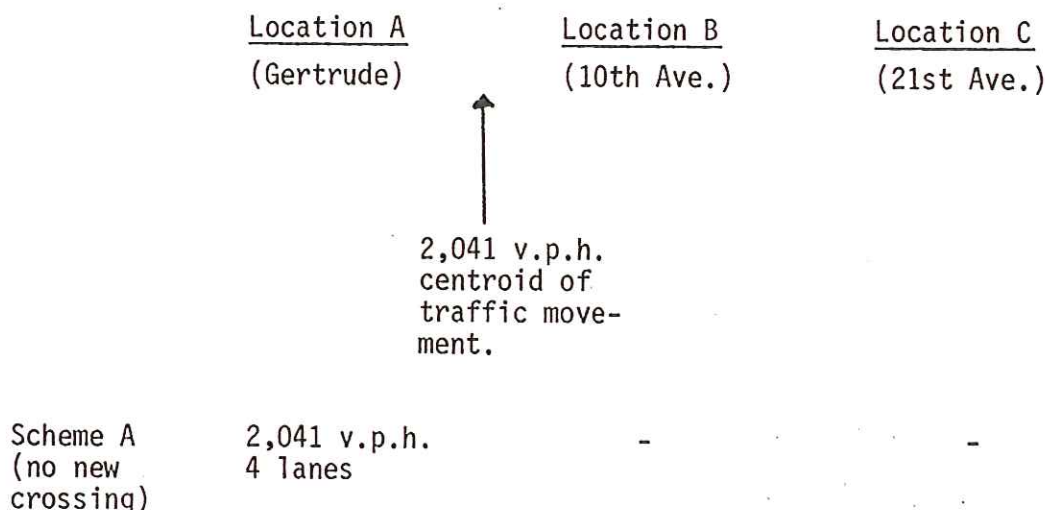 Location A Location B Location C
(Gertrude) (10th Ave.) (21st Ave.)
2,041 v.p.h.
centroid of
traffic move-
ment.
Scheme A 2,041 v.p.h. - -
(no new 4 lanes
crossing)